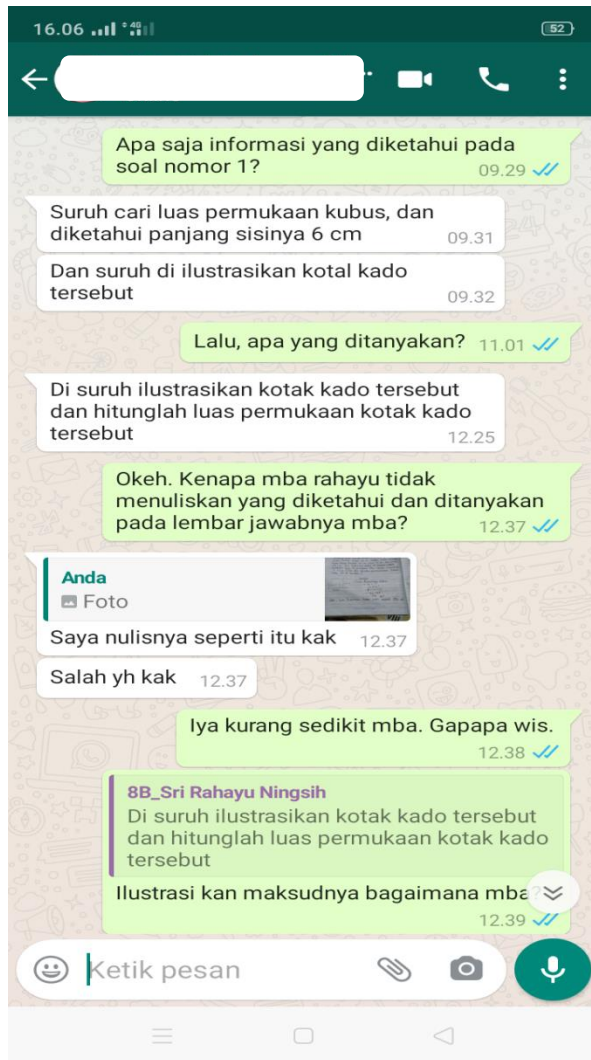 16.06 4G 52
Apa saja informasi yang diketahui pada
soal nomor 1?
09.29
Suruh cari luas permukaan kubus, dan
diketahui panjang sisinya 6 cm
09.31
Dan suruh di ilustrasikan kotal kado
tersebut
09.32
Lalu, apa yang ditanyakan? 11.01
Di suruh ilustrasikan kotak kado tersebut
dan hitunglah luas permukaan kotak kado
tersebut
12.25
Okeh. Kenapa mba rahayu tidak
menuliskan yang diketahui dan ditanyakan
pada lembar jawabnya mba?
12.37
Anda
Foto
Saya nulisnya seperti itu kak 12.37
Salah yh kak 12.37
Iya kurang sedikit mba. Gapapa wis.
12.38
8B_Sri Rahayu Ningsih
Di suruh ilustrasikan kotak kado tersebut
dan hitunglah luas permukaan kotak kado
tersebut
Ilustrasi kan maksudnya bagaimana mba?
12.39
Ketik pesan